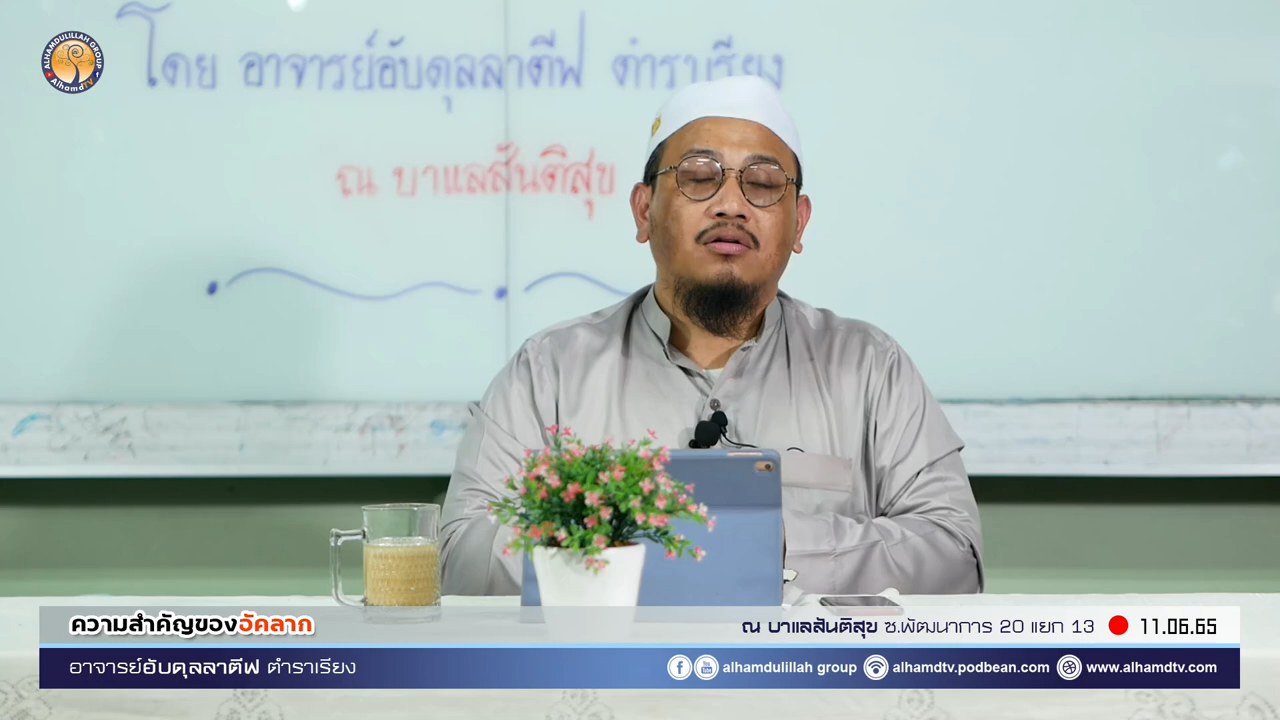 ALHAMDULILLAH GROUP
AlhamdTV
โดย อาจารย์อับดุลลาตีฟ ตำราเรียง
ณ บาแลสันติสุข
ความสำคัญของอัคลาก
ณ บาแลสันติสุข ซ.พัฒนาการ 20 แยก 13 11.06.65
อาจารย์อับดุลลาตีฟ ตำราเรียง
alhamdulillah group alhamdtv.podbean.com www.alhamdtv.com